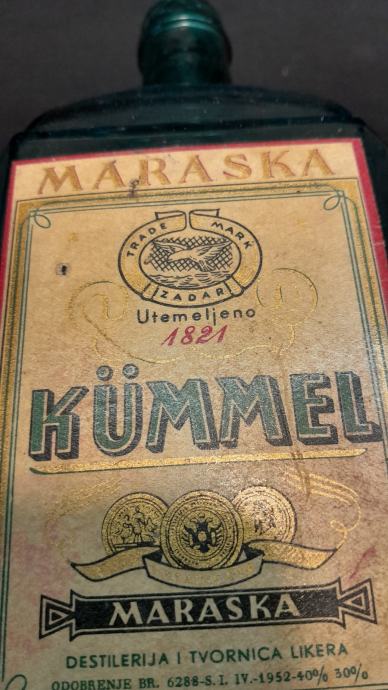 MARASKA
TRADE MARK
ZADAR
Utemeljeno
1821
KÜMMEL
MARASKA
DESTILERIJA I TVORNICA LIKERA
ODOBRENJE BR. 6288-S. I. IV.-1952-40% 30%